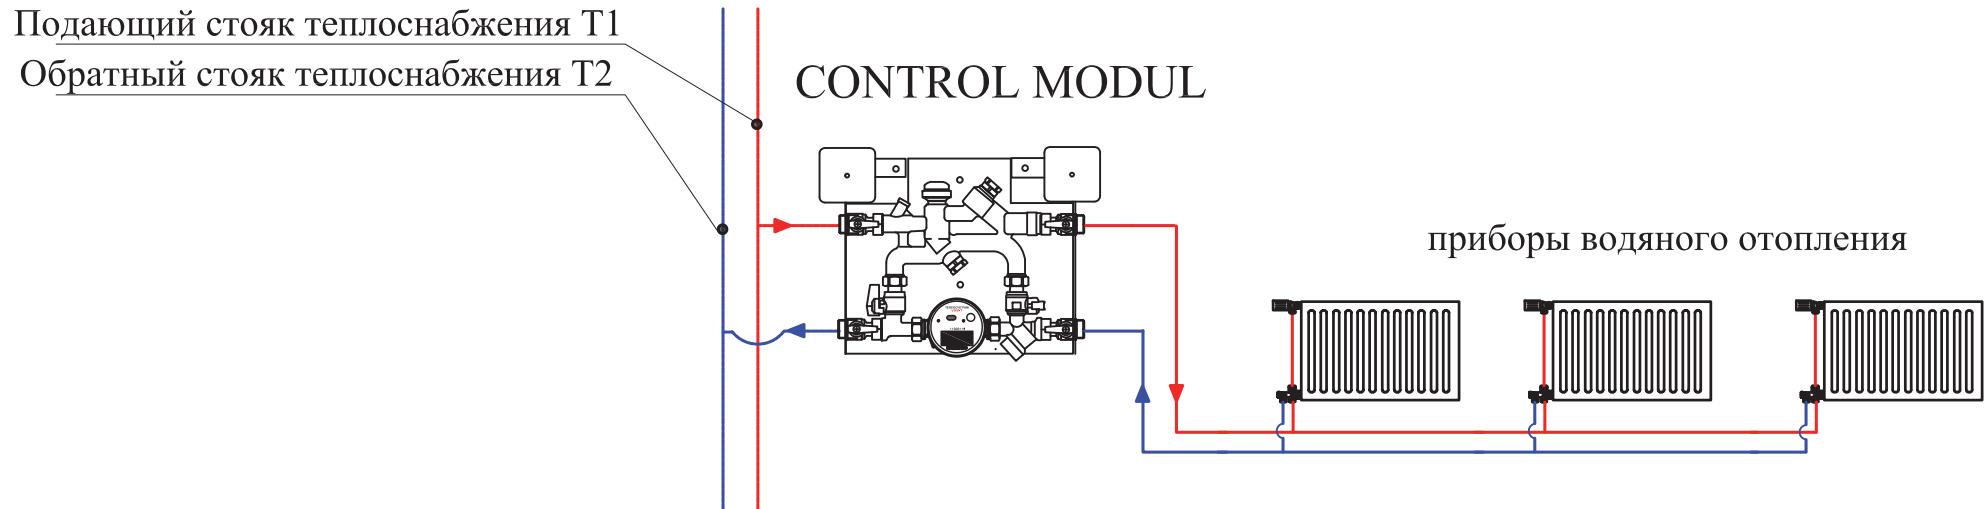 Подающий стояк теплоснабжения Т1
Обратный стояк теплоснабжения Т2
CONTROL MODUL
приборы водяного отопления